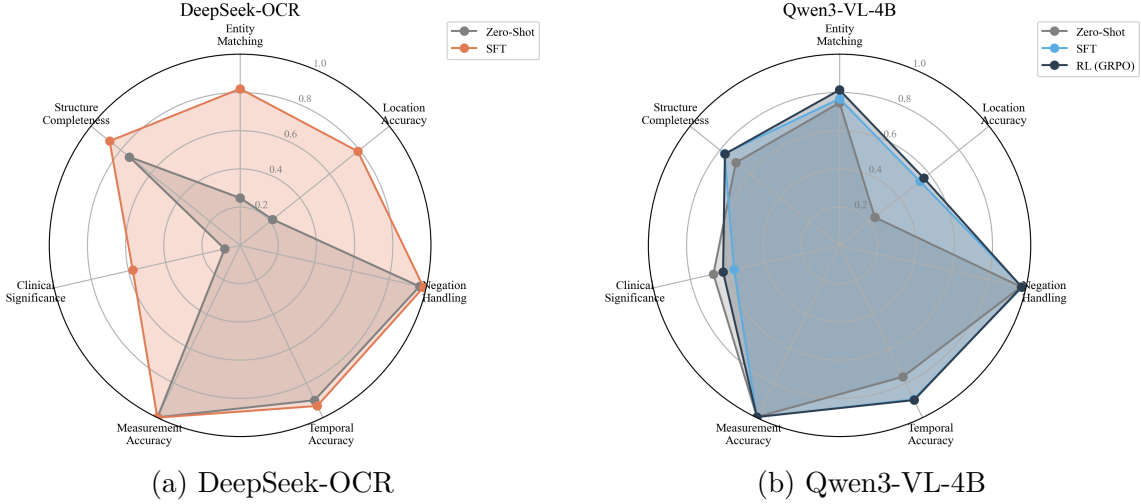 DeepSeek-OCR
Entity
Matching
Location
Accuracy
Negation
Handling
Temporal
Accuracy
Measurement
Accuracy
Clinical
Significance
Structure
Completeness
1.0
0.8
0.6
0.4
0.2
Zero-Shot
SFT
(a) DeepSeek-OCR
Qwen3-VL-4B
Entity
Matching
Location
Accuracy
Negation
Handling
Temporal
Accuracy
Measurement
Accuracy
Clinical
Significance
Structure
Completeness
1.0
0.8
0.6
0.4
0.2
Zero-Shot
SFT
RL (GRPO)
(b) Qwen3-VL-4B